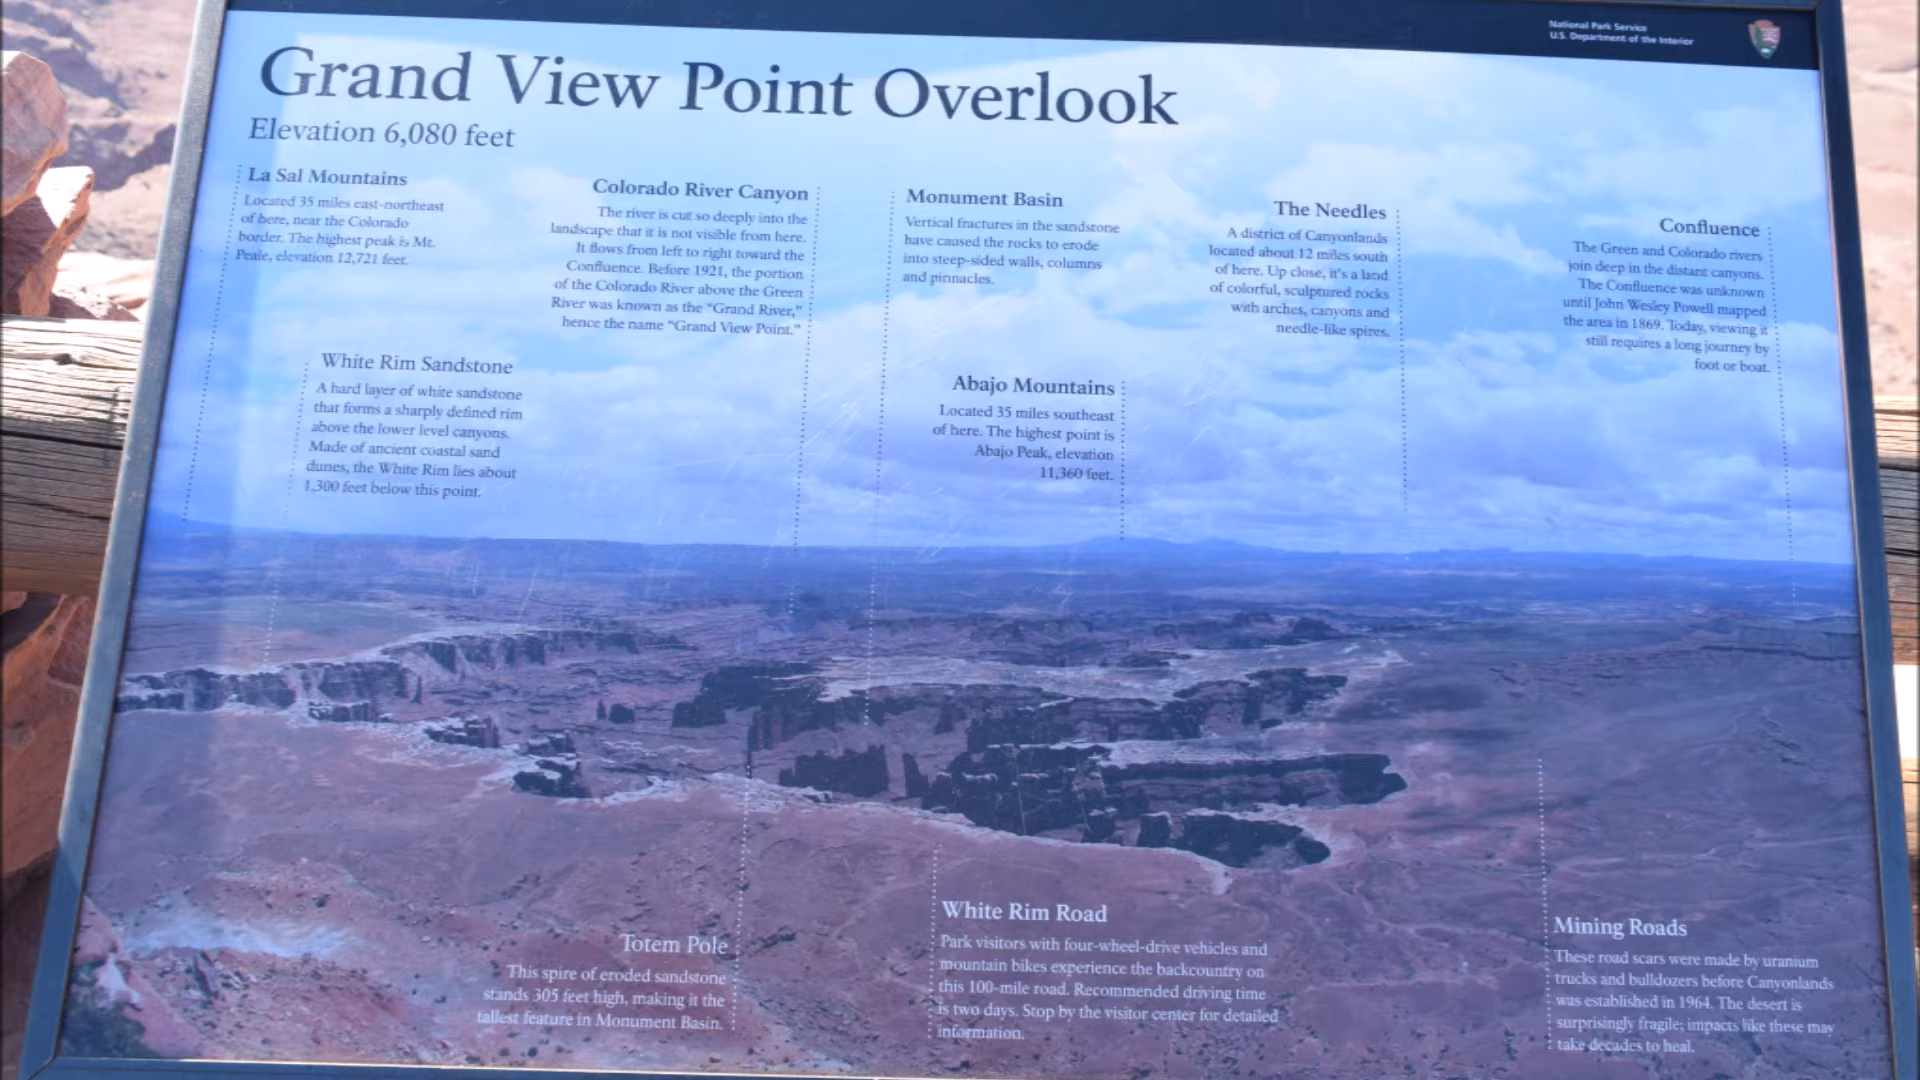 National Park Service
U.S. Department of the Interior
Grand View Point Overlook
Elevation 6,080 feet
La Sal Mountains
Located 35 miles east-northeast
of here, near the Colorado
border. The highest peak is Mt.
Peale, elevation 12,721 feet.
Colorado River Canyon
The river is cut so deeply into the
landscape that it is not visible from here.
It flows from left to right toward the
Confluence. Before 1921, the portion
of the Colorado River above the Green
River was known as the “Grand River,”
hence the name “Grand View Point.”
Monument Basin
Vertical fractures in the sandstone
have caused the rocks to erode
into steep-sided walls, columns
and pinnacles.
The Needles
A district of Canyonlands
located about 12 miles south
of here. Up close, it's a land
of colorful, sculptured rocks
with arches, canyons and
needle-like spires.
Confluence
The Green and Colorado rivers
join deep in the distant canyons.
The Confluence was unknown
until John Wesley Powell mapped
the area in 1869. Today, viewing it
still requires a long journey by
foot or boat.
White Rim Sandstone
A hard layer of white sandstone
that forms a sharply defined rim
above the lower level canyons.
Made of ancient coastal sand
dunes, the White Rim lies about
1,300 feet below this point.
Abajo Mountains
Located 35 miles southeast
of here. The highest point is
Abajo Peak, elevation
11,360 feet.
Totem Pole
This spire of eroded sandstone
stands 305 feet high, making it the
tallest feature in Monument Basin.
White Rim Road
Park visitors with four-wheel-drive vehicles and
mountain bikes experience the backcountry on
this 100-mile road. Recommended driving time
is two days. Stop by the visitor center for detailed
information.
Mining Roads
These road scars were made by uranium
trucks and bulldozers before Canyonlands
was established in 1964. The desert is
surprisingly fragile; impacts like these may
take decades to heal.